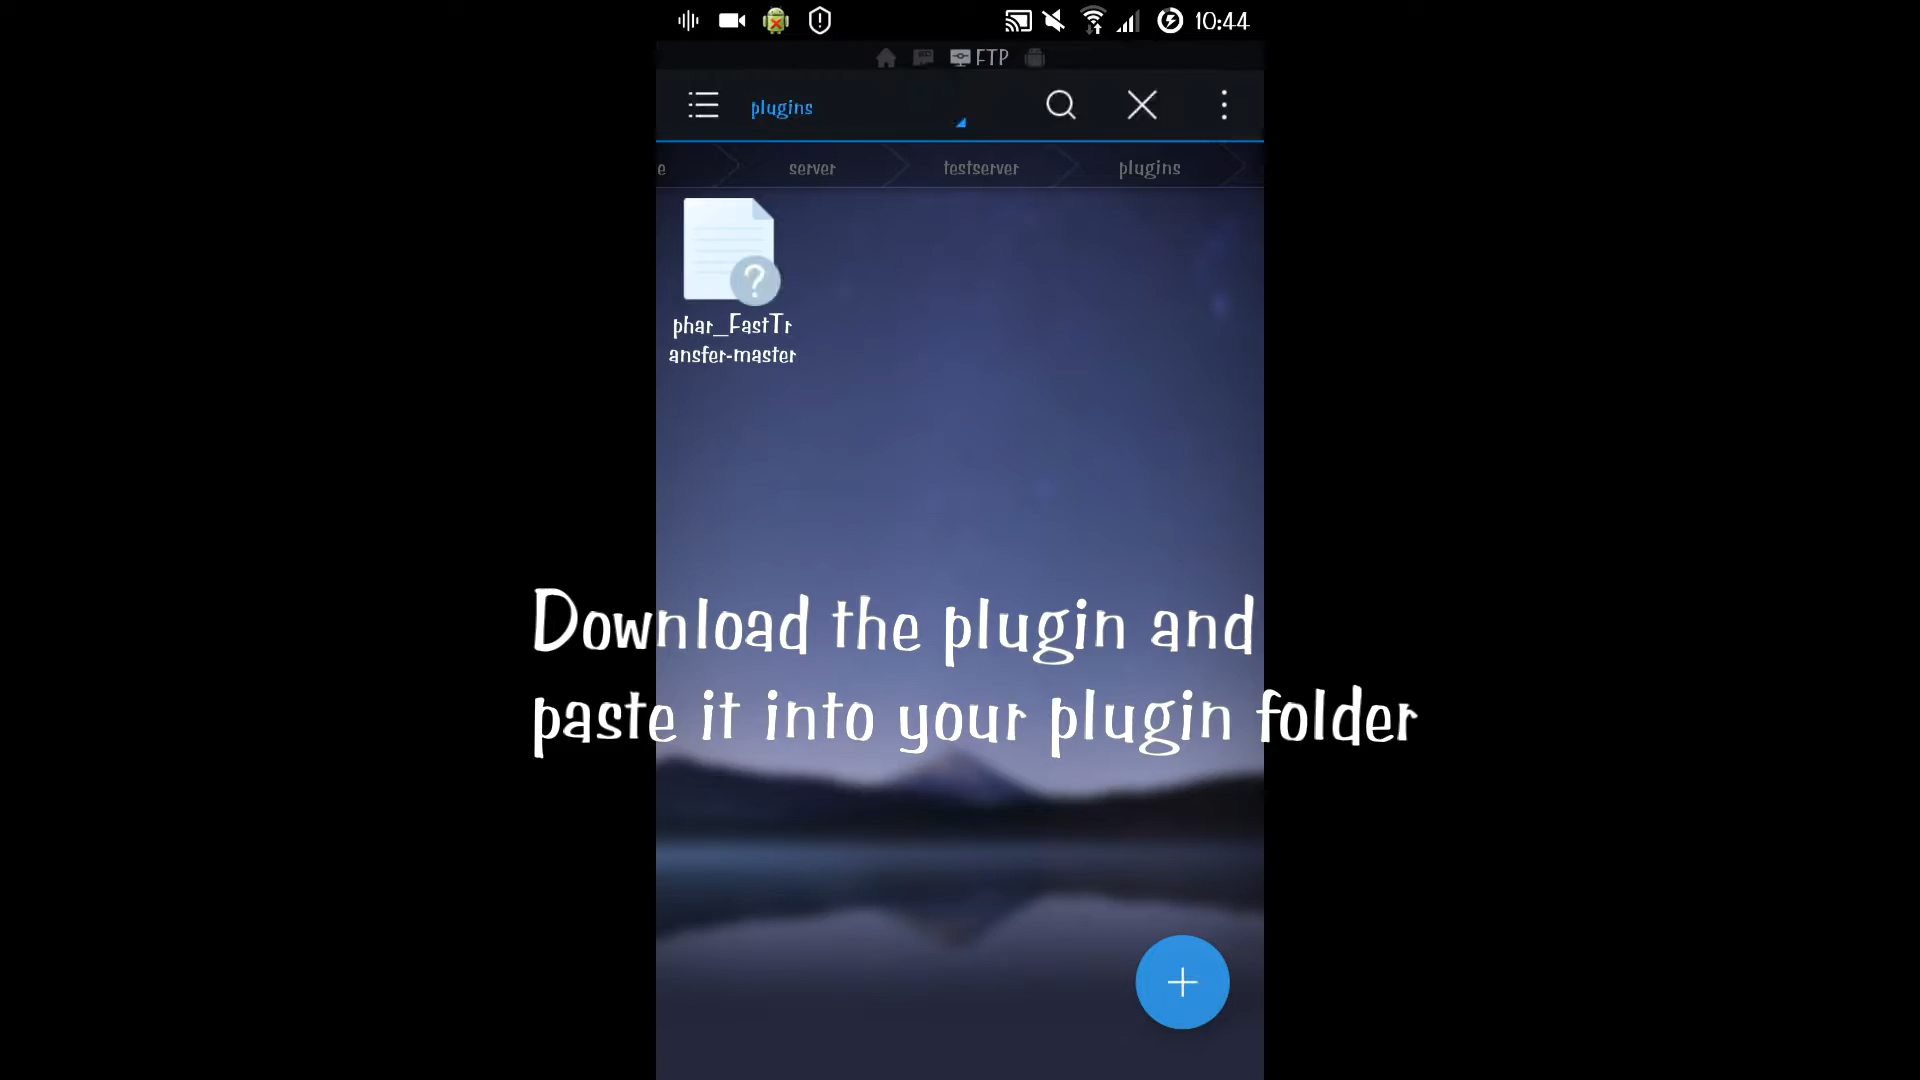 10:44
FTP
plugins
e server testserver plugins
phar_FastTr
ansfer-master
Download the plugin and
paste it into your plugin folder